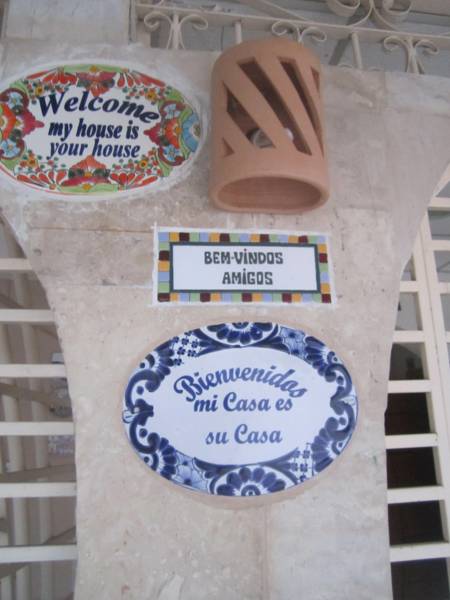 Welcome
my house is
your house
BEM-VINDOS
AMIGOS
Bienvenidos
mi Casa es
su Casa